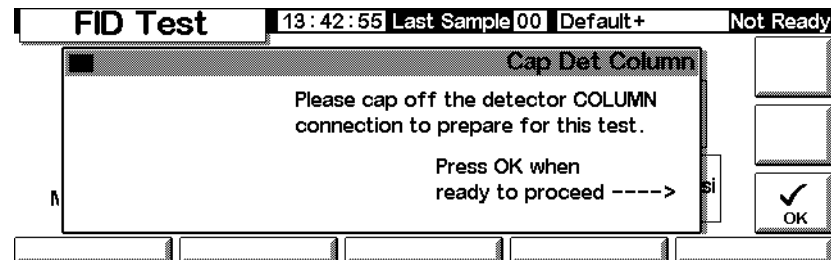 FID Test 13:42:55 Last Sample 00 Default+ Not Ready
Cap Det Column
Please cap off the detector COLUMN
connection to prepare for this test.
Press OK when
ready to proceed ---->
si
OK